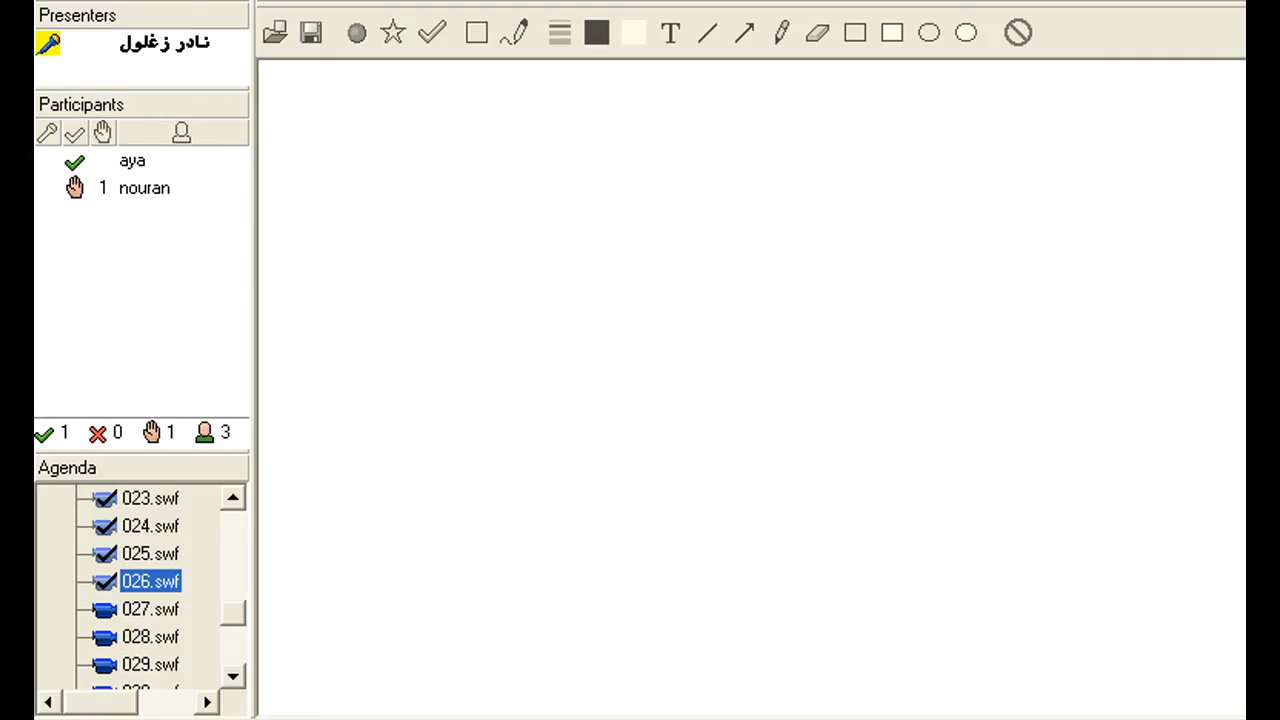 Presenters
نادر زغلول
Participants
aya
1 nouran
1 0 1 3
Agenda
023.swf
024.swf
025.swf
026.swf
027.swf
028.swf
029.swf
T